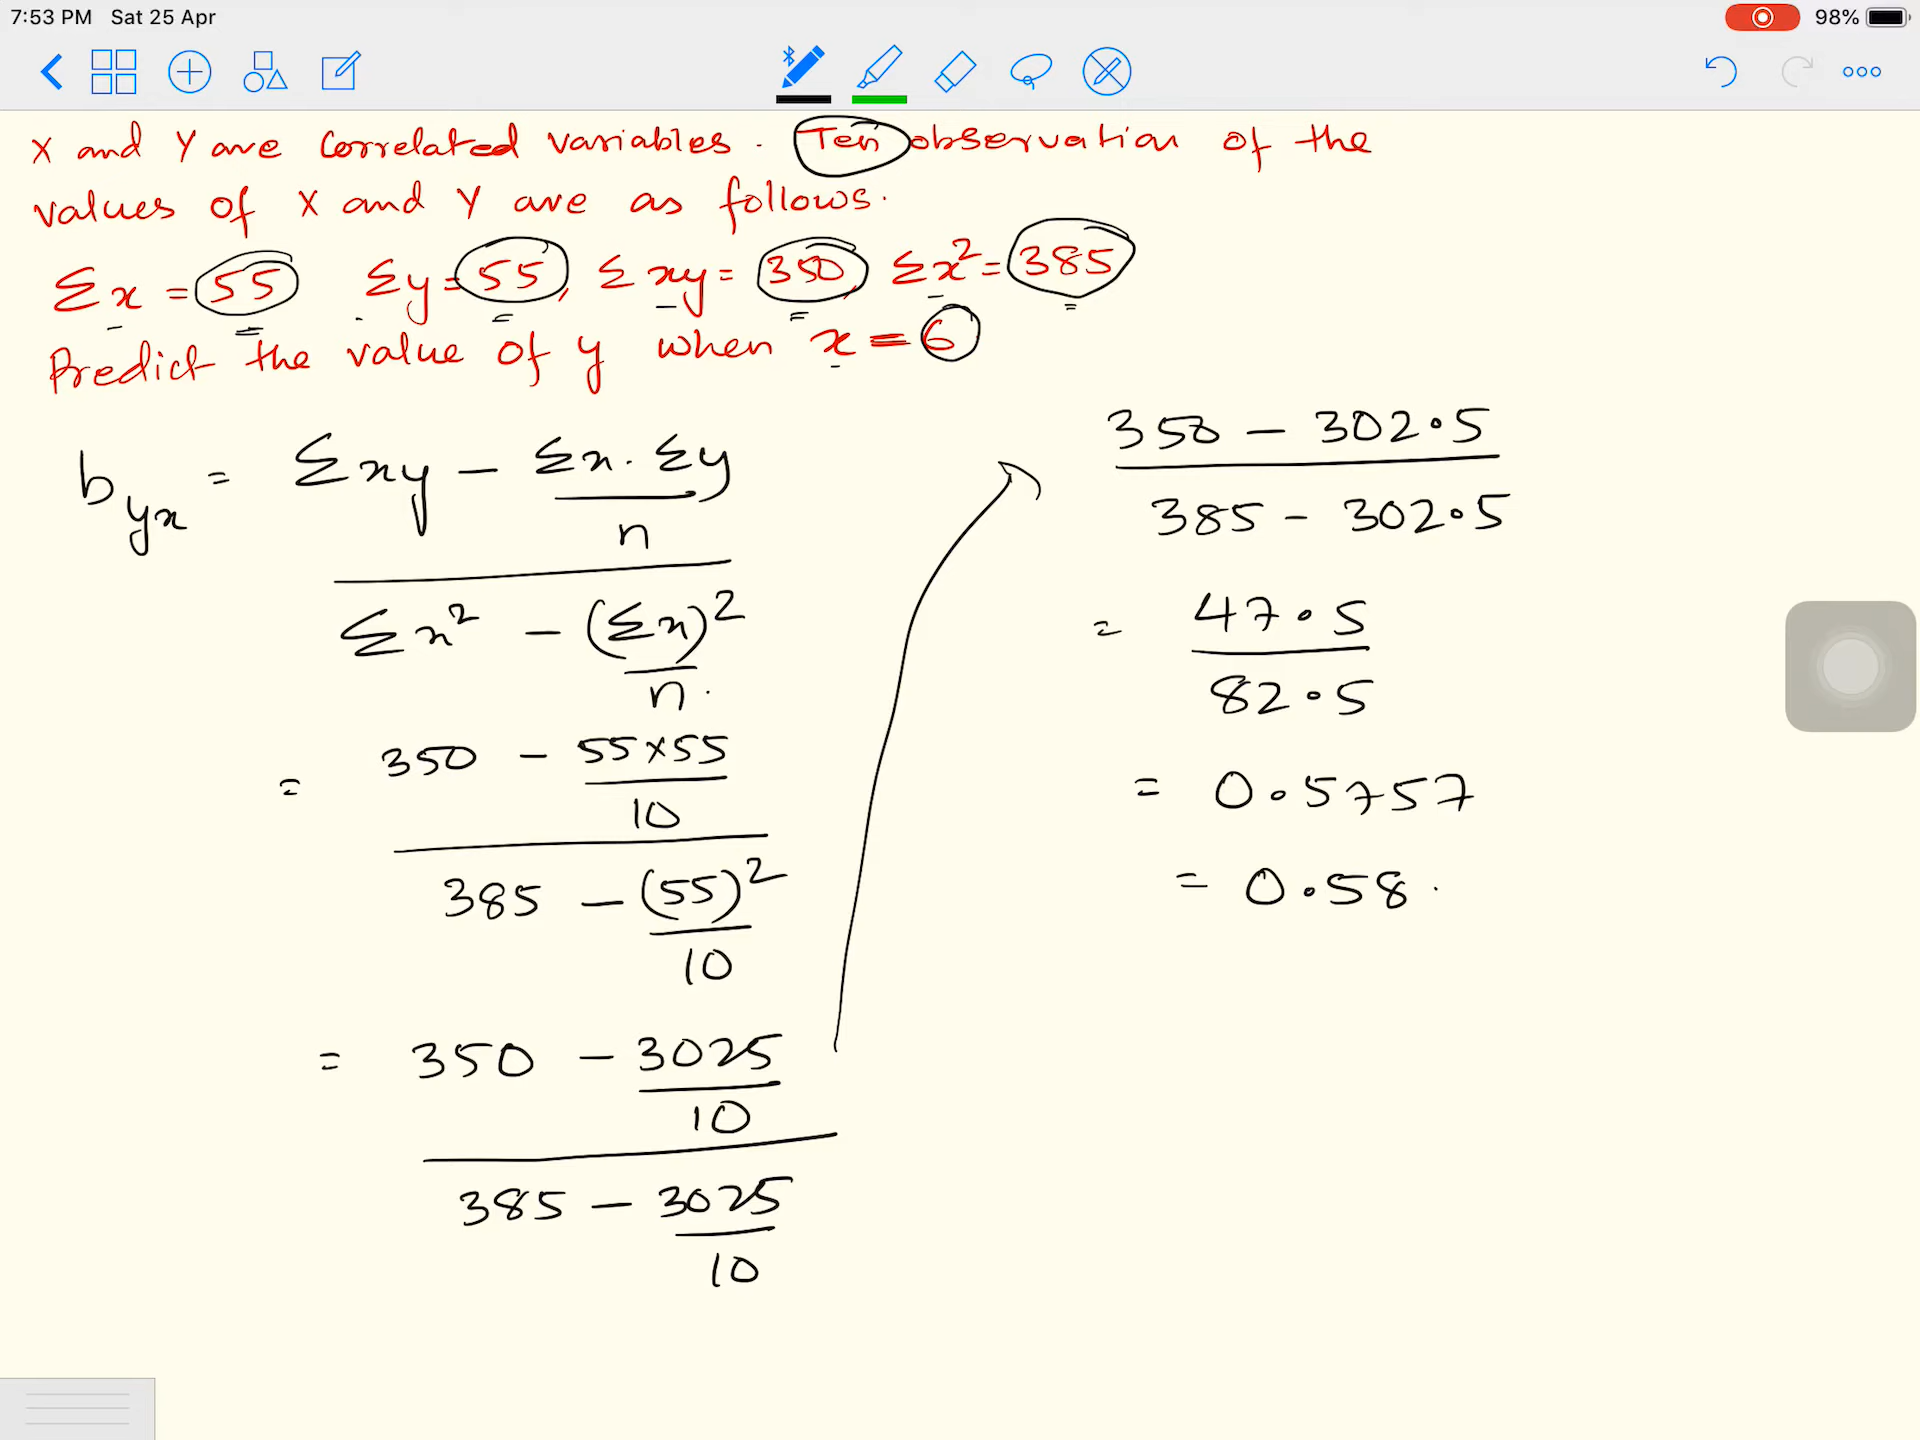 7:53 PM Sat 25 Apr 98%
X and Y are correlated variables. Ten observation of the
values of X and Y are as follows.
Σx = 55 Σy = 55, Σxy = 350, Σx² = 385
Predict the value of y when x = 6
b_yx = Σxy − Σx. Σy
n
Σx² − (Σx)²
n.
= 350 − 55×55
10
385 − (55)²
10
= 350 − 3025
10
385 − 3025
10
350 − 302.5
385 − 302.5
= 47.5
82.5
= 0.5757
= 0.58.